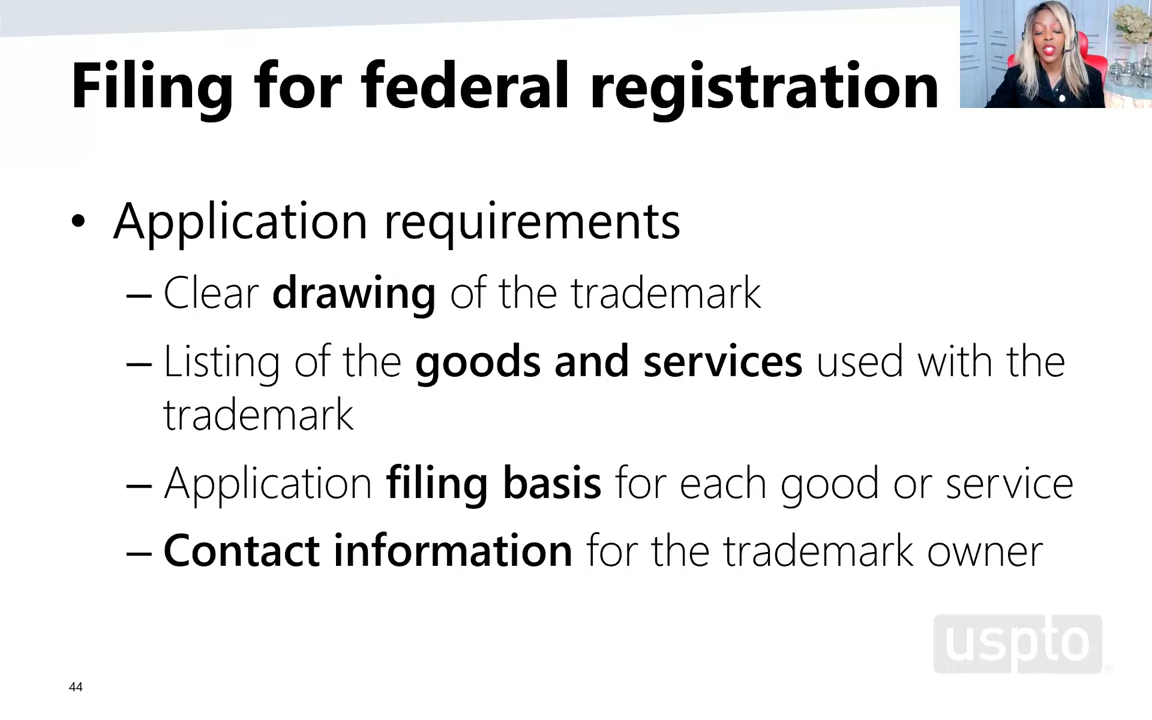 Filing for federal registration
• Application requirements
– Clear drawing of the trademark
– Listing of the goods and services used with the
trademark
– Application filing basis for each good or service
– Contact information for the trademark owner
uspto®
44